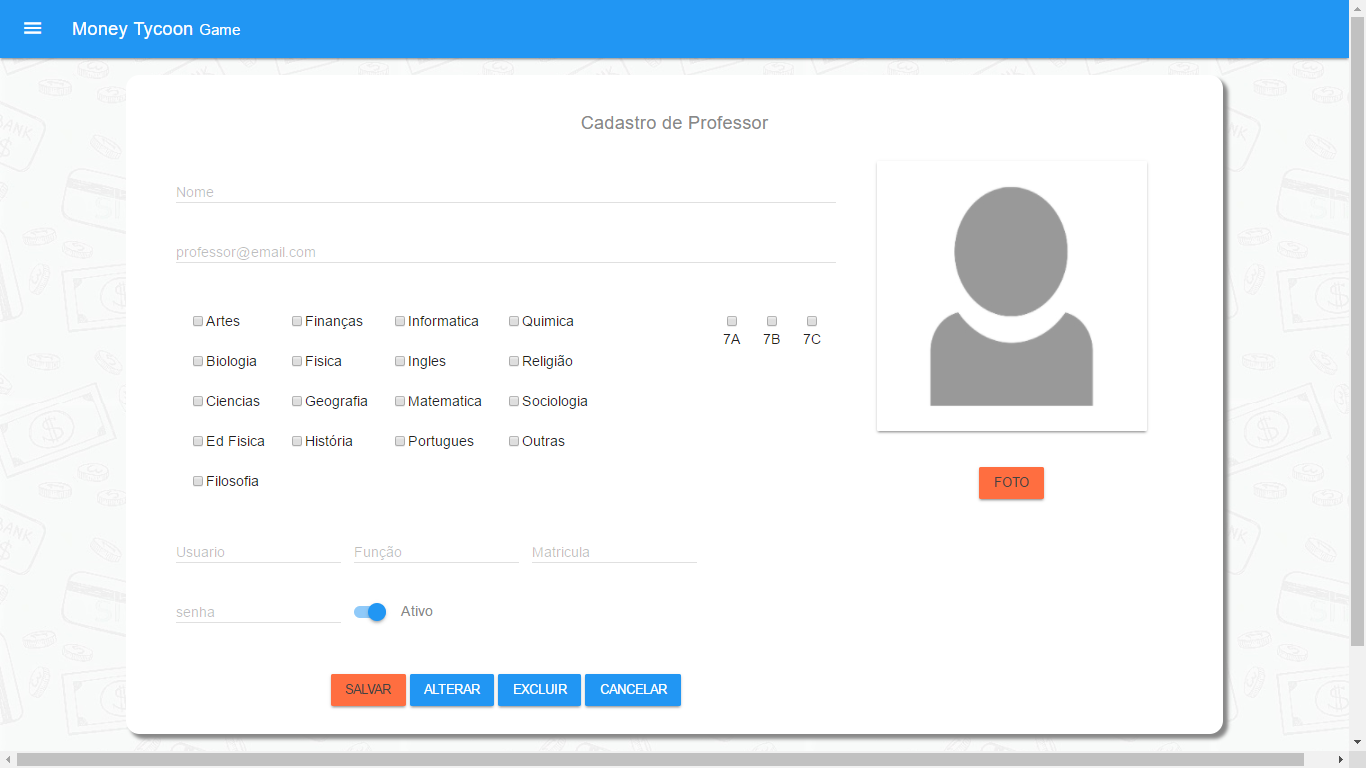 Money Tycoon Game
Cadastro de Professor
Nome
professor@email.com
Artes Finanças Informatica Quimica
7A 7B 7C
Biologia Fisica Ingles Religião
Ciencias Geografia Matematica Sociologia
Ed Fisica História Portugues Outras
Filosofia
FOTO
Usuario Função Matricula
senha Ativo
SALVAR ALTERAR EXCLUIR CANCELAR